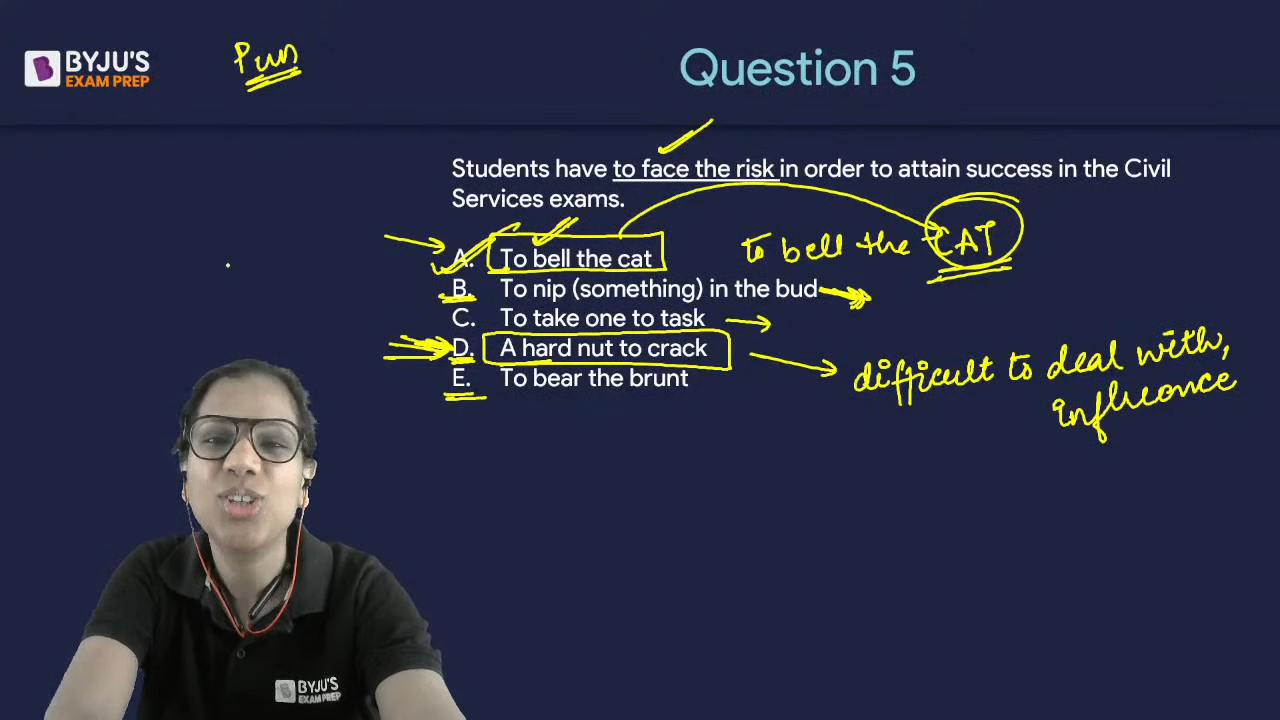 BYJU'S
EXAM PREP
Pun
Question 5
Students have to face the risk in order to attain success in the Civil
Services exams.
A. To bell the cat
to bell the CAT
B. To nip (something) in the bud
C. To take one to task
D. A hard nut to crack
difficult to deal with,
influence
E. To bear the brunt
BYJU'S
EXAM PREP